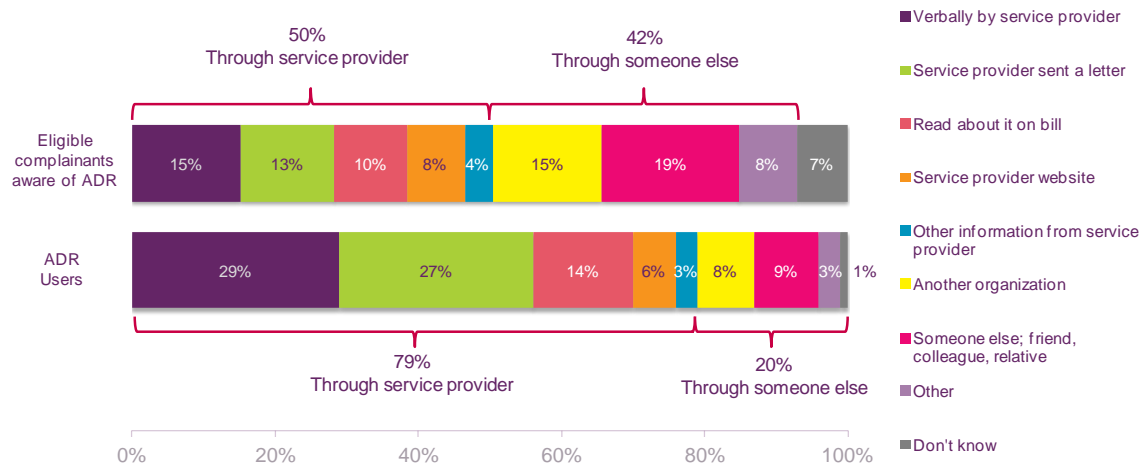 50%
Through service provider
42%
Through someone else
Eligible
complainants
aware of ADR
15%
13%
10%
8%
4%
15%
19%
8%
7%
ADR
Users
29%
27%
14%
6%
3%
8%
9%
3%
1%
79%
Through service provider
20%
Through someone else
0%
20%
40%
60%
80%
100%
Verbally by service provider
Service provider sent a letter
Read about it on bill
Service provider website
Other information from service
provider
Another organization
Someone else; friend,
colleague, relative
Other
Don't know